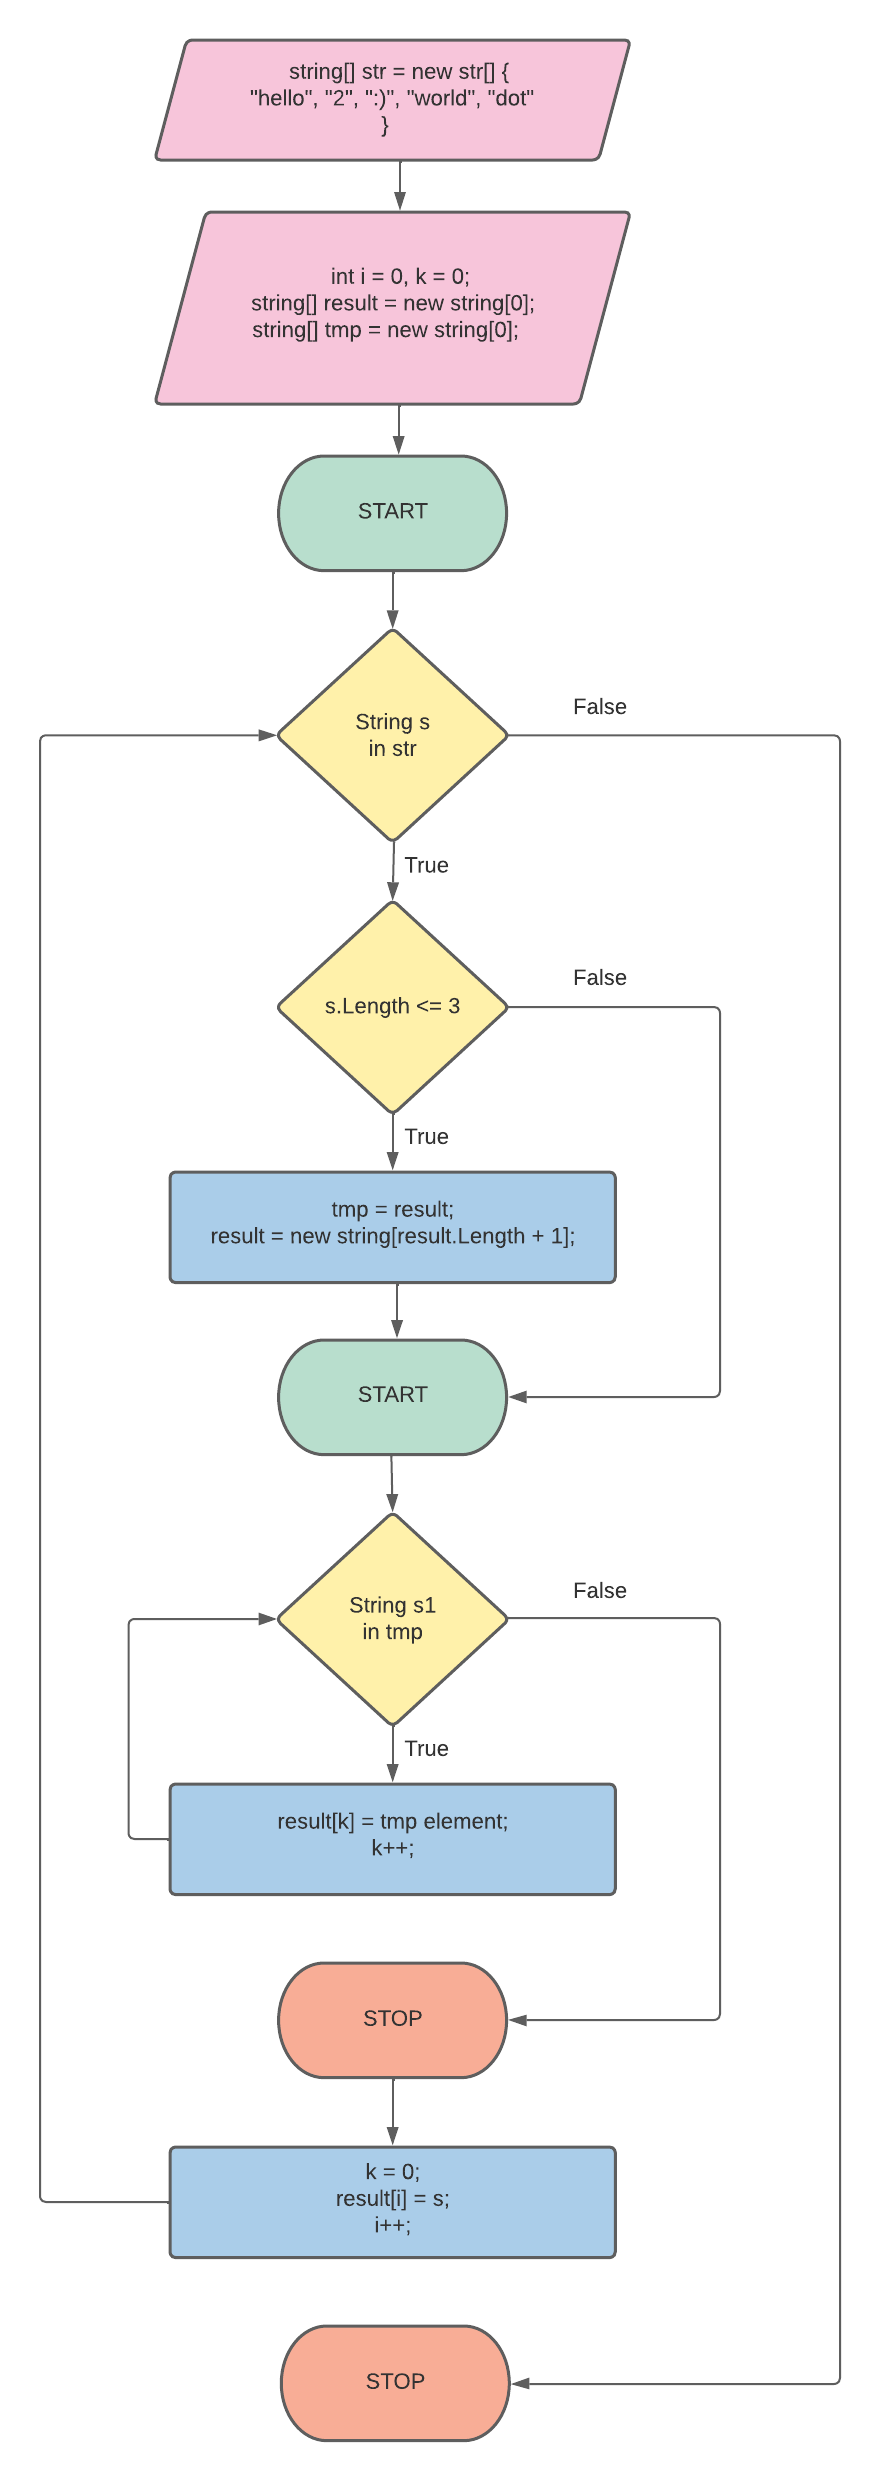 string[] str = new str[] {
"hello", "2", ":)", "world", "dot"
}
int i = 0, k = 0;
string[] result = new string[0];
string[] tmp = new string[0];
START
String s
in str
False
True
s.Length <= 3
False
True
tmp = result;
result = new string[result.Length + 1];
START
String s1
in tmp
False
True
result[k] = tmp element;
k++;
STOP
k = 0;
result[i] = s;
i++;
STOP